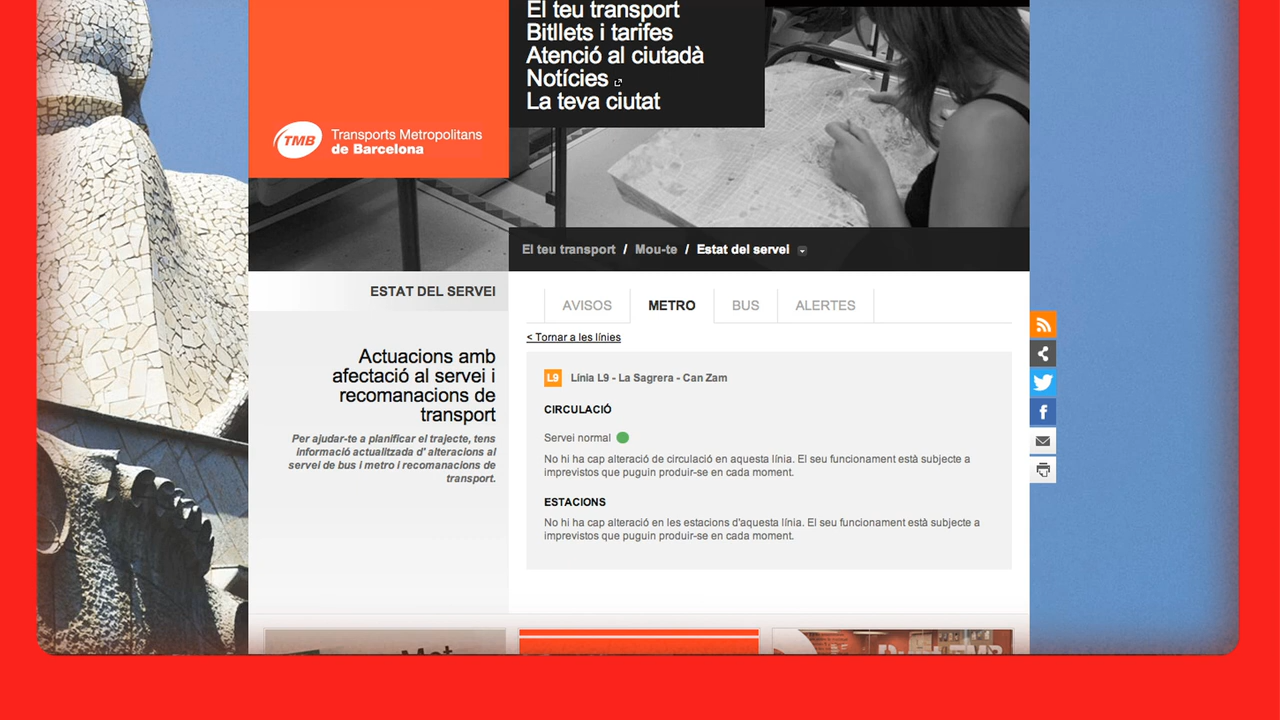 El teu transport
Bitllets i tarifes
Atenció al ciutadà
Notícies
La teva ciutat
TMB
Transports Metropolitans
de Barcelona
El teu transport / Mou-te / Estat del servei
ESTAT DEL SERVEI
Actuacions amb
afectació al servei i
recomanacions de
transport
Per ajudar-te a planificar el trajecte, tens
informació actualitzada d' alteracions al
servei de bus i metro i recomanacions de
transport.
AVISOS METRO BUS ALERTES
< Tornar a les línies
L9 Línia L9 - La Sagrera - Can Zam
CIRCULACIÓ
Servei normal
No hi ha cap alteració de circulació en aquesta línia. El seu funcionament està subjecte a
imprevistos que puguin produir-se en cada moment.
ESTACIONS
No hi ha cap alteració en les estacions d'aquesta línia. El seu funcionament està subjecte a
imprevistos que puguin produir-se en cada moment.